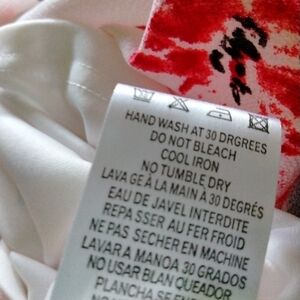 HAND WASH AT 30 DRGREES
DO NOT BLEACH
COOL IRON
NO TUMBLE DRY
LAVA GE À LA MAIN À 30 DEGRÉS
EAU DE JAVEL INTERDITE
REPA SSER AU FER FROID
NE PAS SECHER EN MACHINE
LAVAR A MANGA 30 GRADOS
NO USAR BLAN QUEADOR
PLANCHA